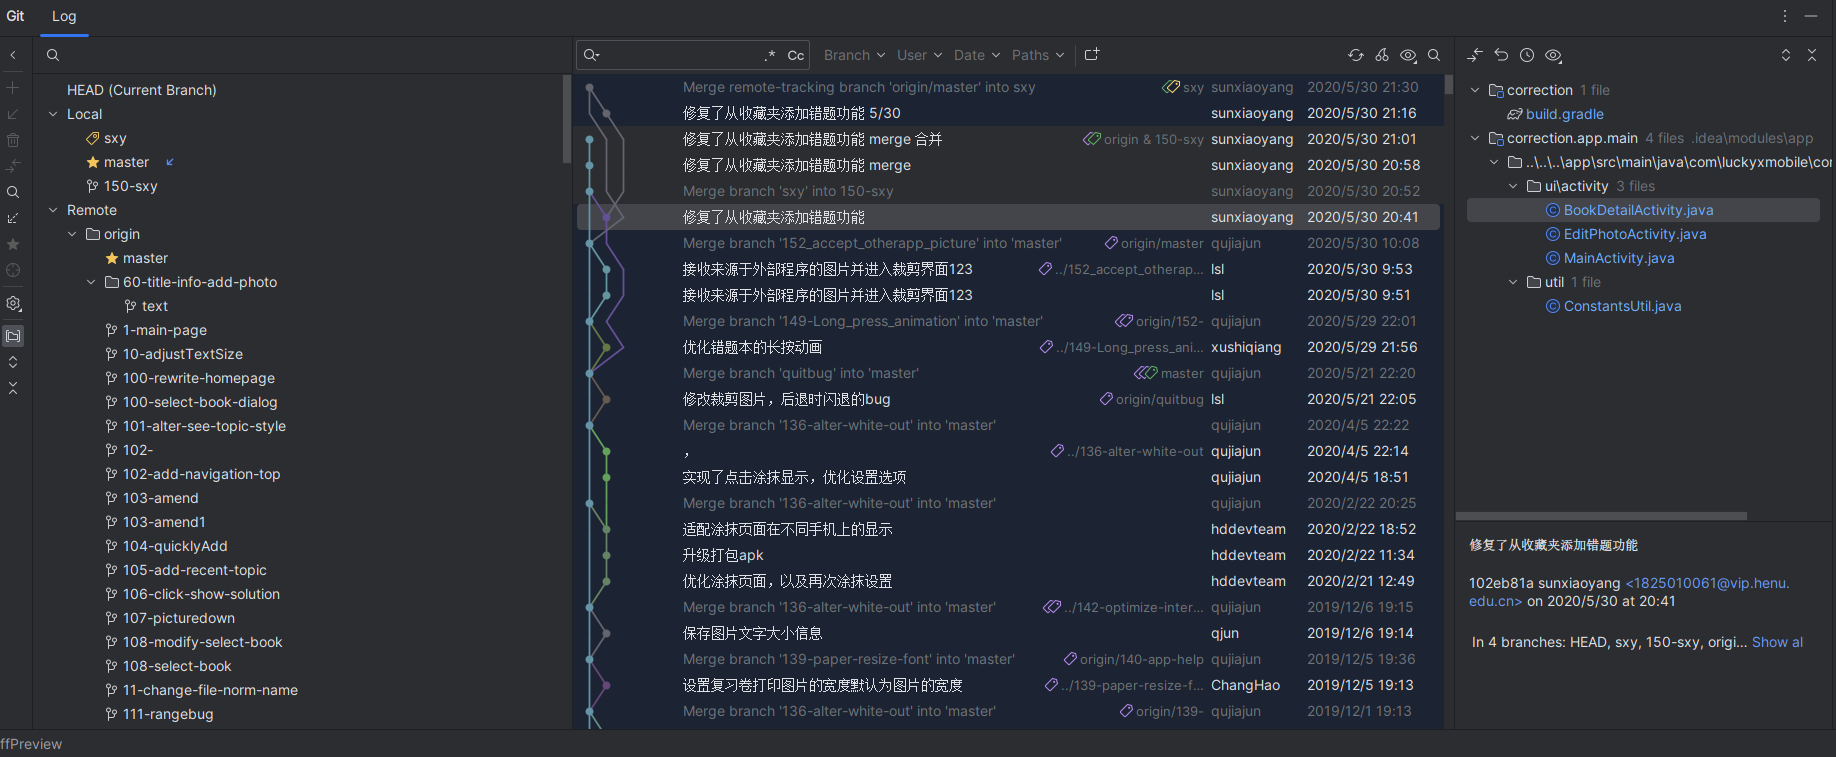 Git
Log
Branch
User
Date
Paths
.*
Cc
HEAD (Current Branch)
Local
sxy
master
150-sxy
Remote
origin
master
60-title-info-add-photo
text
1-main-page
10-adjustTextSize
100-rewrite-homepage
100-select-book-dialog
101-alter-see-topic-style
102-
102-add-navigation-top
103-amend
103-amend1
104-quicklyAdd
105-add-recent-topic
106-click-show-solution
107-picturedown
108-modify-select-book
108-select-book
11-change-file-norm-name
111-rangebug
Merge remote-tracking branch 'origin/master' into sxy sxy sunxiaoyang 2020/5/30 21:30
修复了从收藏夹添加错题功能 5/30 sunxiaoyang 2020/5/30 21:16
修复了从收藏夹添加错题功能 merge 合并 origin & 150-sxy sunxiaoyang 2020/5/30 21:01
修复了从收藏夹添加错题功能 merge sunxiaoyang 2020/5/30 20:58
Merge branch 'sxy' into 150-sxy sunxiaoyang 2020/5/30 20:52
修复了从收藏夹添加错题功能 sunxiaoyang 2020/5/30 20:41
Merge branch '152_accept_otherapp_picture' into 'master' origin/master qujiajun 2020/5/30 10:08
接收来源于外部程序的图片并进入裁剪界面123 ../152_accept_otherap... lsl 2020/5/30 9:53
接收来源于外部程序的图片并进入裁剪界面123 lsl 2020/5/30 9:51
Merge branch '149-Long_press_animation' into 'master' origin/152- qujiajun 2020/5/29 22:01
优化错题本的长按动画 ../149-Long_press_ani... xushiqiang 2020/5/29 21:56
Merge branch 'quitbug' into 'master' master qujiajun 2020/5/21 22:20
修改裁剪图片，后退时闪退的bug origin/quitbug lsl 2020/5/21 22:05
Merge branch '136-alter-white-out' into 'master' qujiajun 2020/4/5 22:22
， ../136-alter-white-out qujiajun 2020/4/5 22:14
实现了点击涂抹显示，优化设置选项 qujiajun 2020/4/5 18:51
Merge branch '136-alter-white-out' into 'master' qujiajun 2020/2/22 20:25
适配涂抹页面在不同手机上的显示 hddevteam 2020/2/22 18:52
升级打包apk hddevteam 2020/2/22 11:34
优化涂抹页面，以及再次涂抹设置 hddevteam 2020/2/21 12:49
Merge branch '136-alter-white-out' into 'master' ../142-optimize-inter... qujiajun 2019/12/6 19:15
保存图片文字大小信息 qjun 2019/12/6 19:14
Merge branch '139-paper-resize-font' into 'master' origin/140-app-help qujiajun 2019/12/5 19:36
设置复习卷打印图片的宽度默认为图片的宽度 ../139-paper-resize-f... ChangHao 2019/12/5 19:13
Merge branch '136-alter-white-out' into 'master' origin/139- qujiajun 2019/12/1 19:13
correction 1 file
build.gradle
correction.app.main 4 files .idea\modules\app
..\..\..\app\src\main\java\com\luckyxmobile\cor
ui\activity 3 files
BookDetailActivity.java
EditPhotoActivity.java
MainActivity.java
util 1 file
ConstantsUtil.java
修复了从收藏夹添加错题功能
102eb81a sunxiaoyang <1825010061@vip.henu.
edu.cn> on 2020/5/30 at 20:41
In 4 branches: HEAD, sxy, 150-sxy, origi... Show al
ffPreview